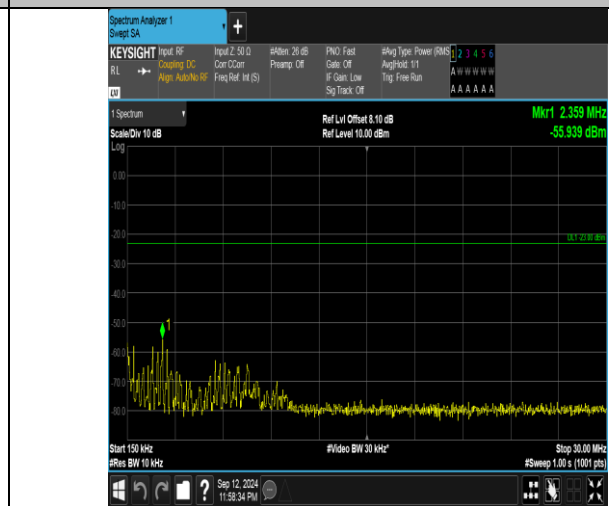 Spectrum Analyzer 1
Swept SA
+
KEYSIGHT Input: RF Input Z: 50 Ω #Atten: 26 dB PNO: Fast #Avg Type: Power (RMS 1 2 3 4 5 6
RL Coupling: DC Corr CCorr Preamp: Off Gate: Off Avg|Hold: 1/1 A W W W W W
Align: Auto/No RF Freq Ref: Int (S) IF Gain: Low Trig: Free Run A A A A A A
LXI Sig Track: Off
1 Spectrum Ref Lvl Offset 8.10 dB Mkr1 2.359 MHz
Scale/Div 10 dB Ref Level 10.00 dBm -55.939 dBm
Log
0.00
-10.0
-20.0
DL1 -23.00 dBm
-30.0
-40.0
1
-50.0
-60.0
-70.0
-80.0
Start 150 kHz #Video BW 30 kHz* Stop 30.00 MHz
#Res BW 10 kHz #Sweep 1.00 s (1001 pts)
? Sep 12, 2024
11:58:34 PM